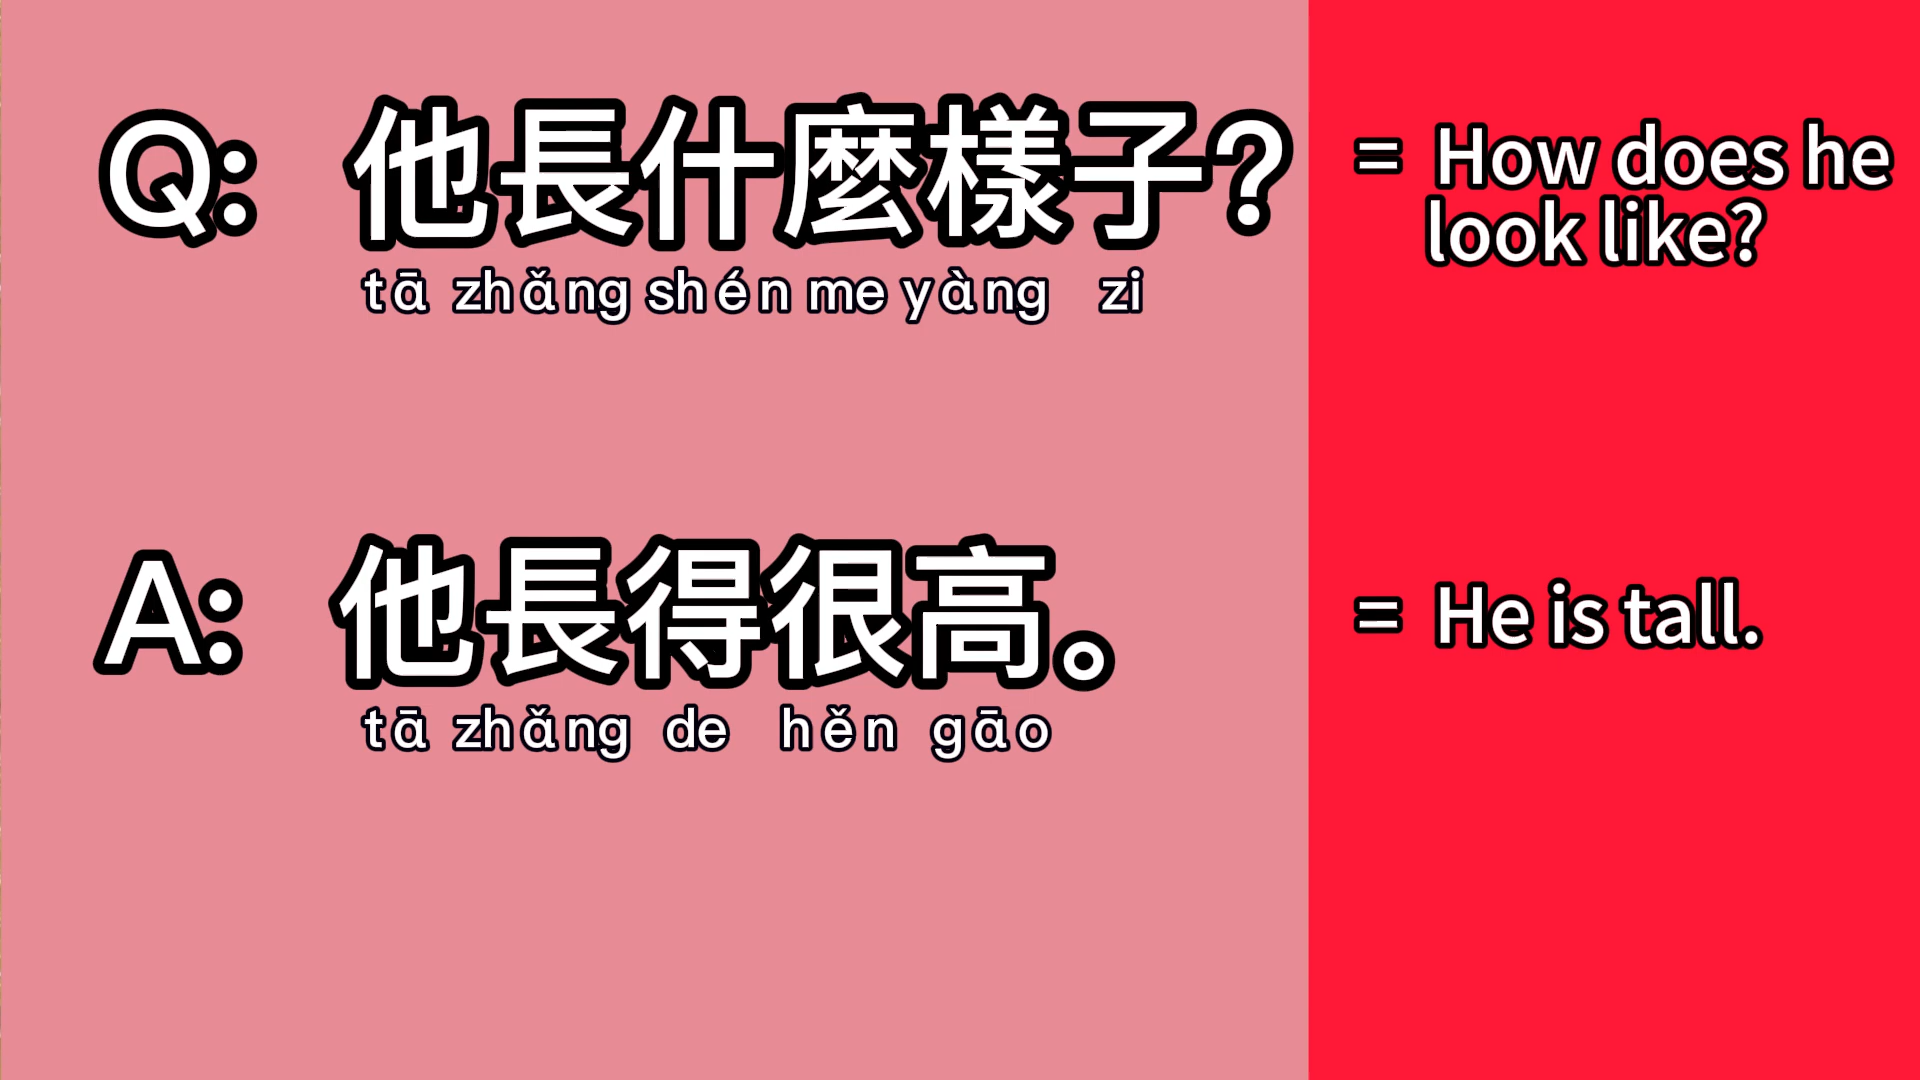 Q: 他長什麼樣子? = How does he
look like?
tā zhǎng shén me yàng zi
A: 他長得很高。 = He is tall.
tā zhǎng de hěn gāo